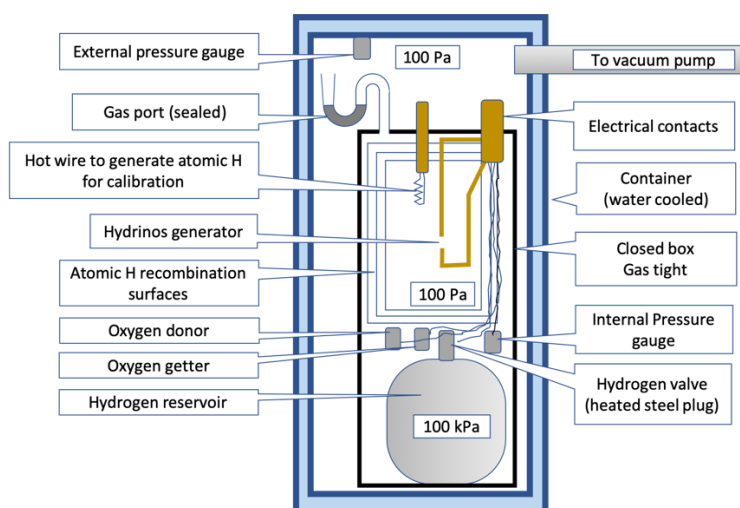 External pressure gauge
100 Pa
To vacuum pump
Gas port (sealed)
Electrical contacts
Hot wire to generate atomic H
for calibration
Container
(water cooled)
Hydrinos generator
Closed box
Gas tight
Atomic H recombination
surfaces
100 Pa
Oxygen donor
Internal Pressure
gauge
Oxygen getter
Hydrogen valve
(heated steel plug)
Hydrogen reservoir
100 kPa